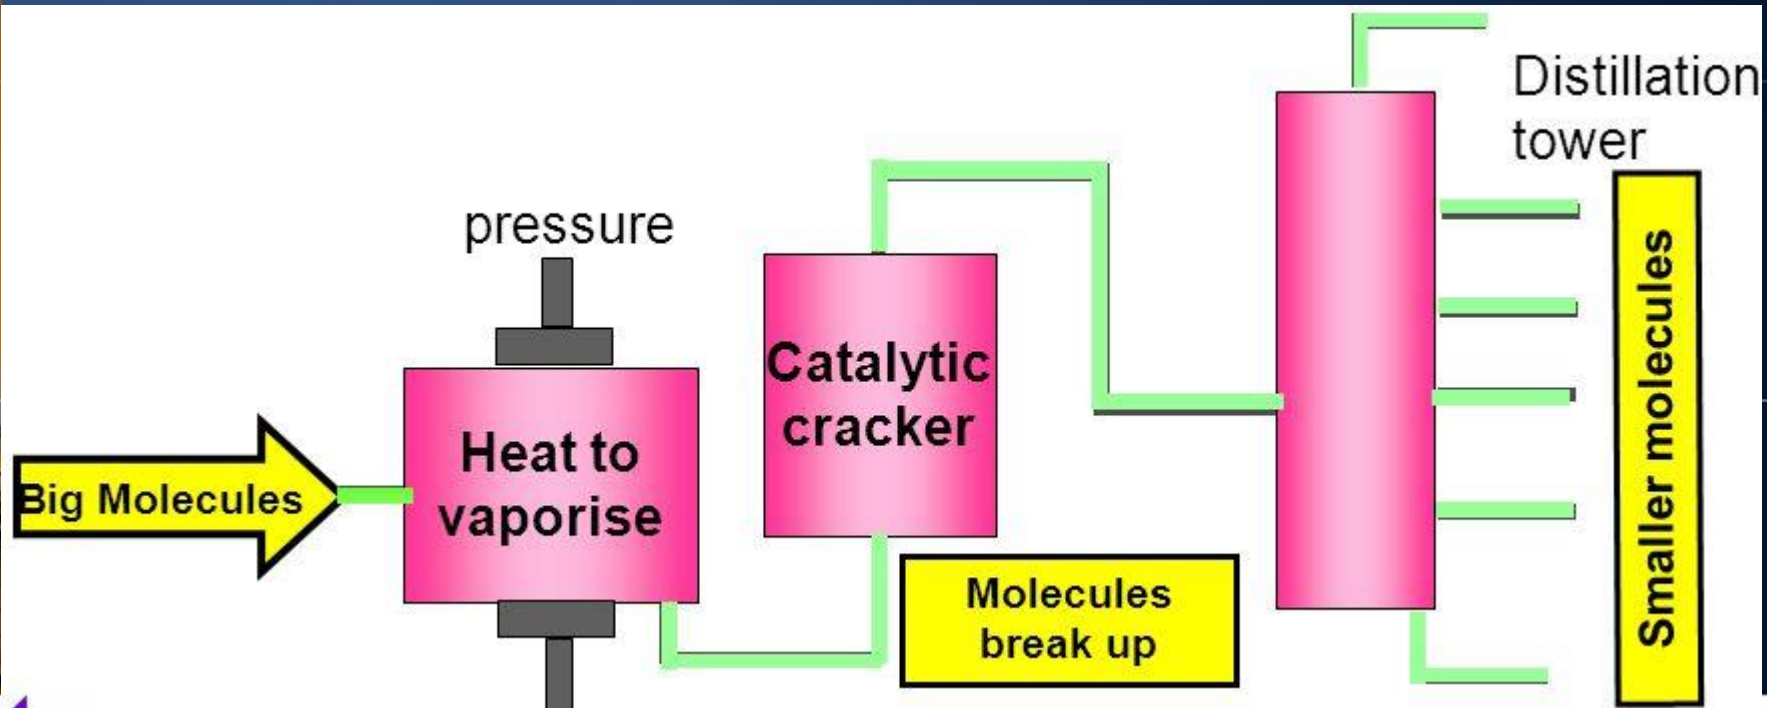 Distillation
tower
pressure
Big Molecules
Heat to
vaporise
Catalytic
cracker
Molecules
break up
Smaller molecules